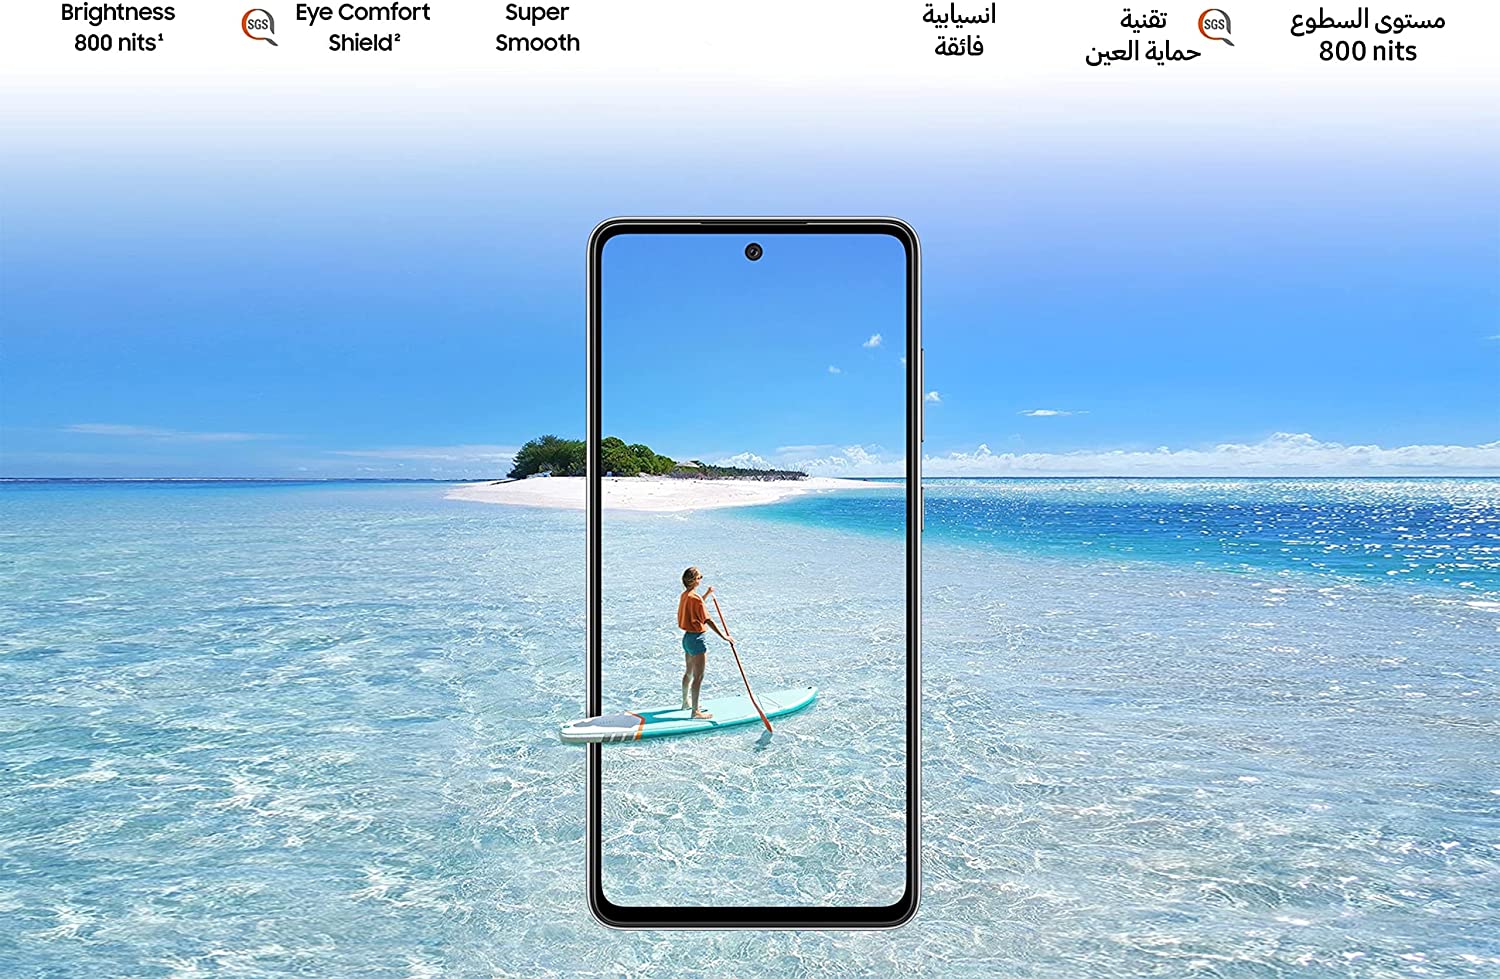 Brightness
800 nits¹
SGS
Eye Comfort
Shield²
Super
Smooth
انسيابية
فائقة
تقنية
حماية العين
SGS
مستوى السطوع
800 nits